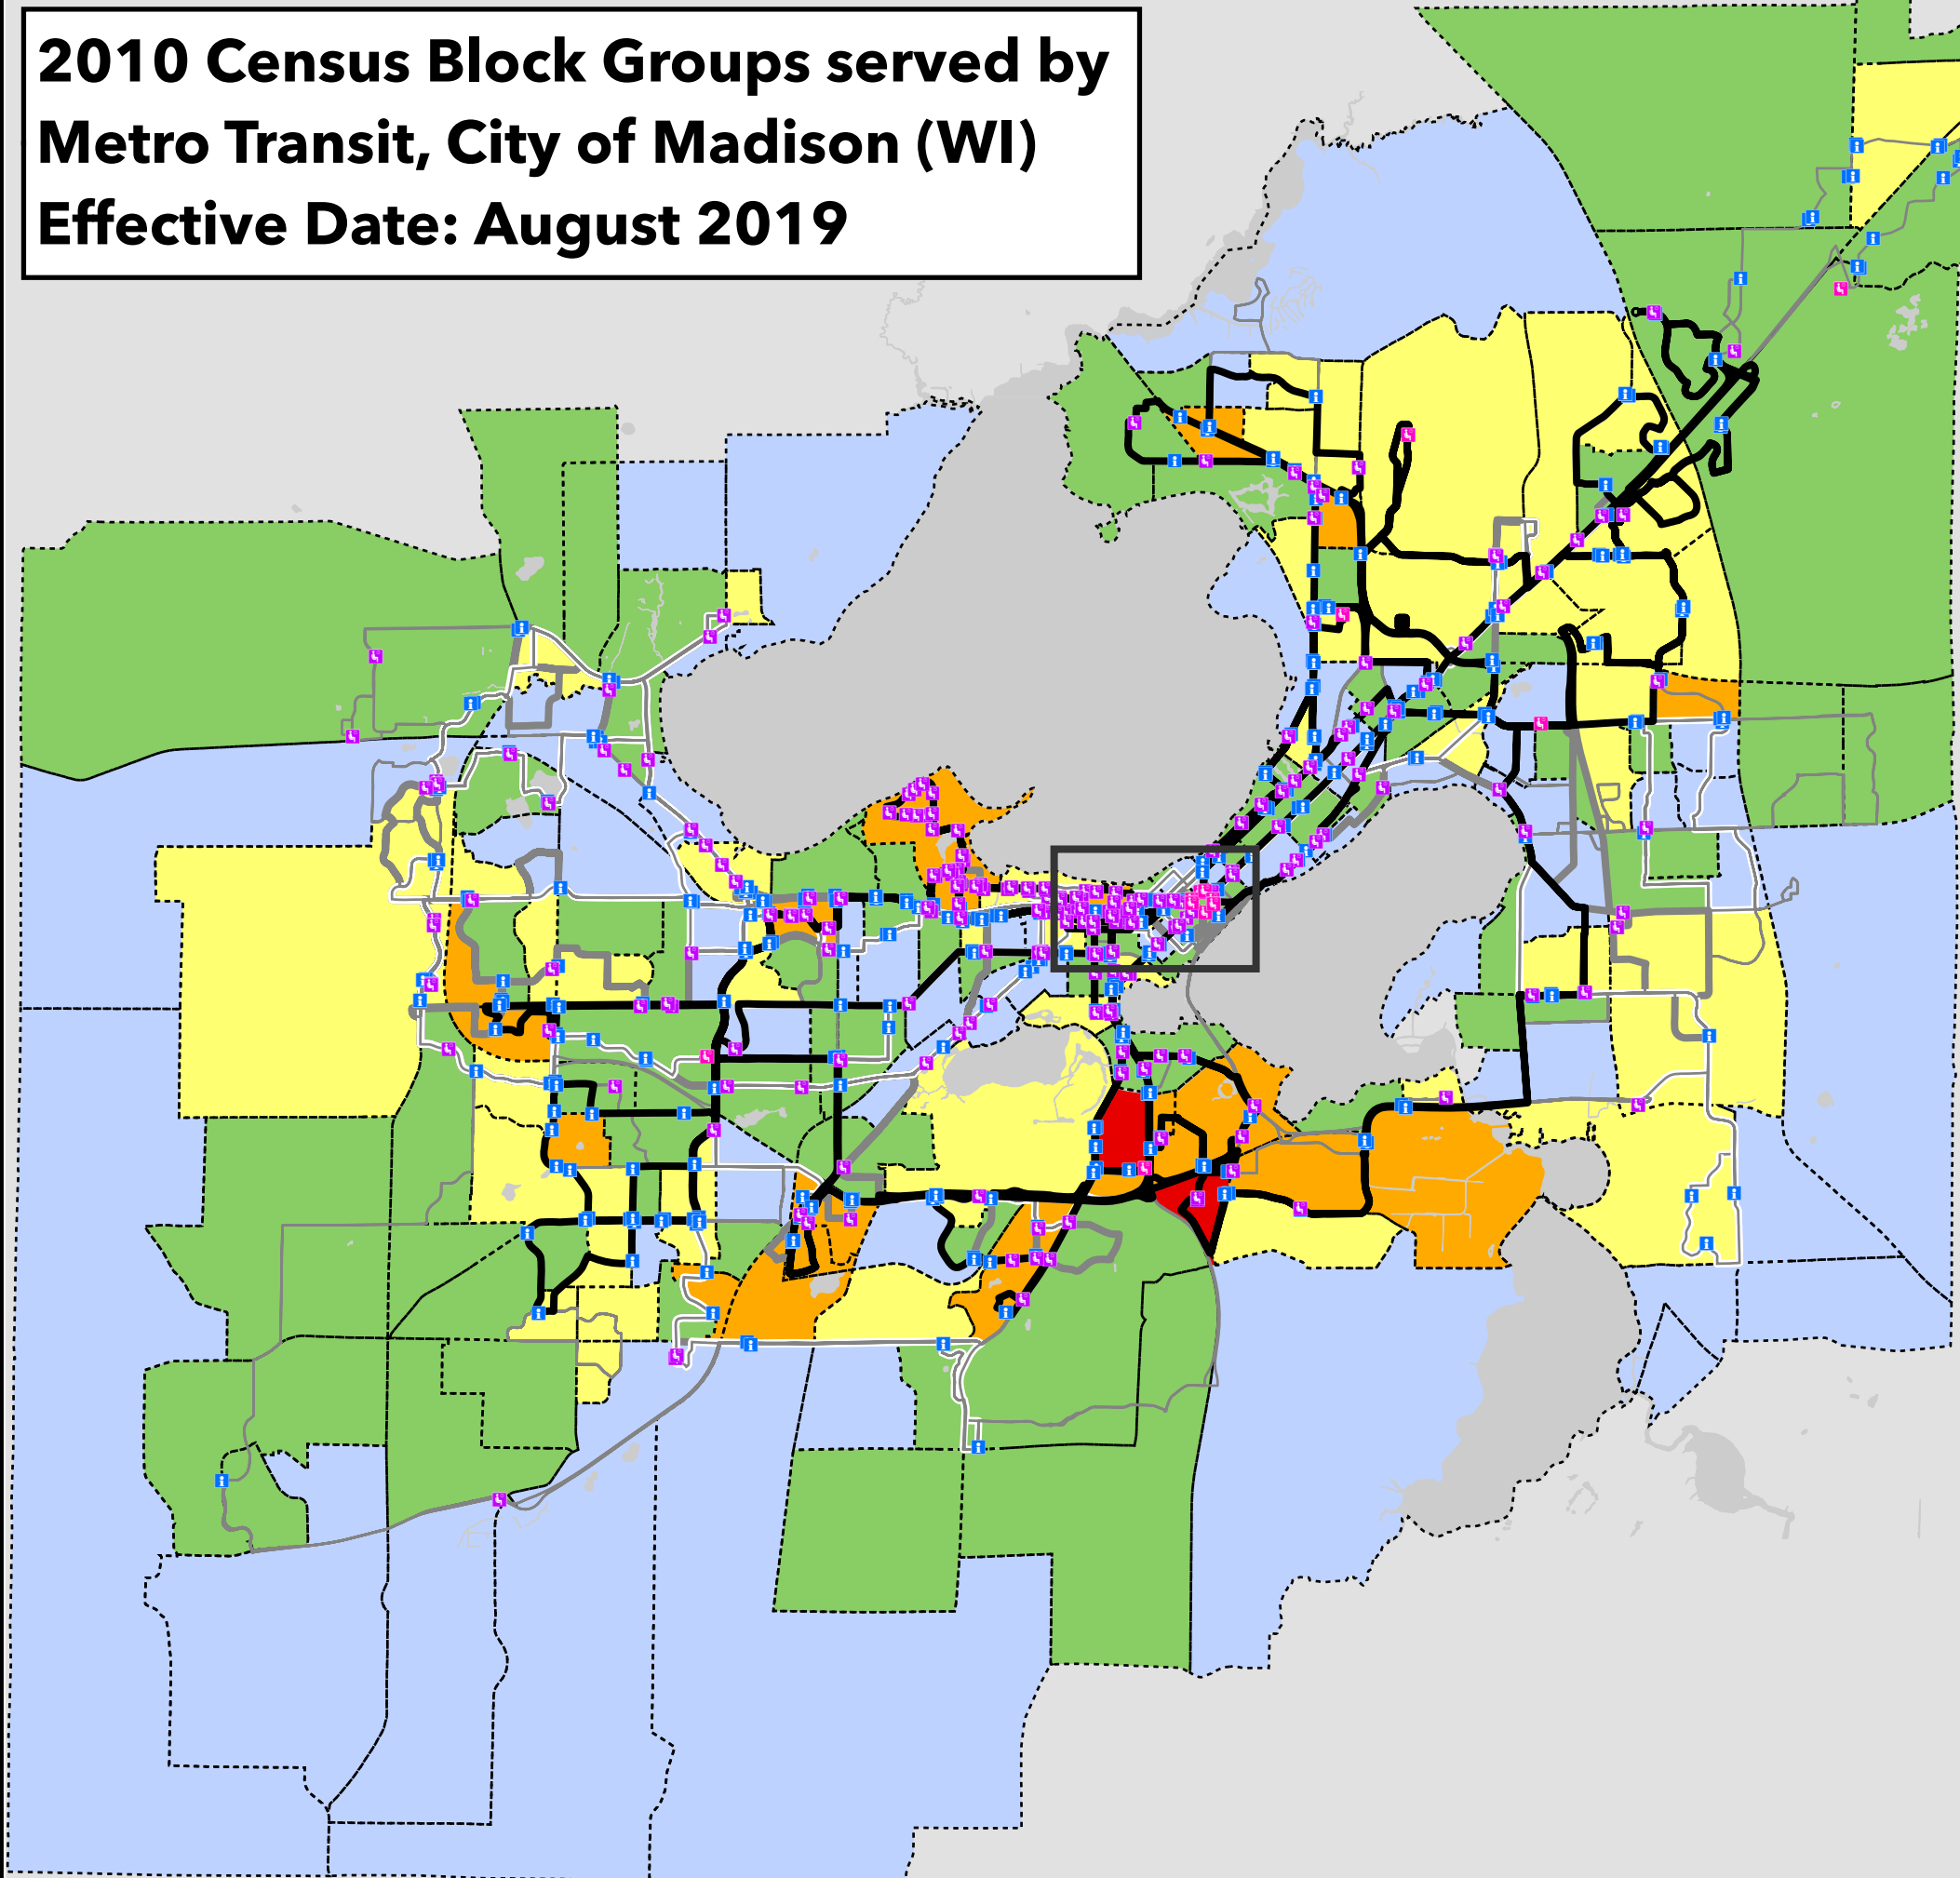 2010 Census Block Groups served by
Metro Transit, City of Madison (WI)
Effective Date: August 2019